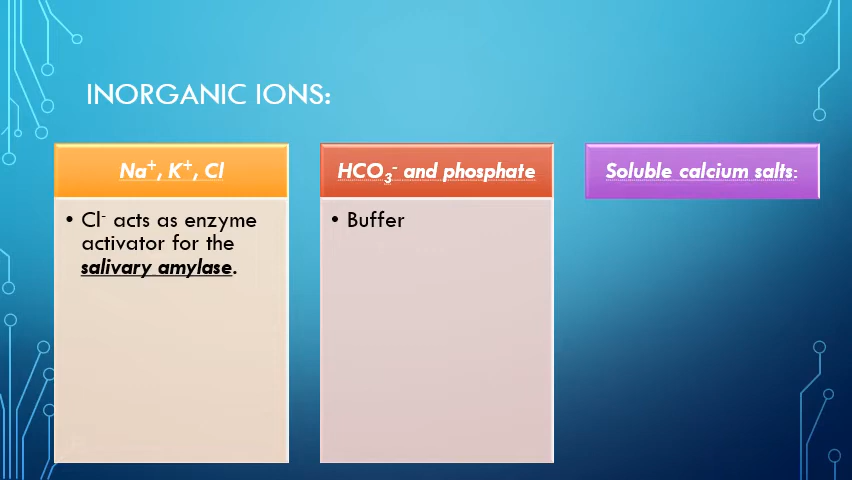 INORGANIC IONS:
Na⁺, K⁺, Cl
HCO₃⁻ and phosphate
Soluble calcium salts:
• Cl⁻ acts as enzyme
activator for the
salivary amylase.
• Buffer